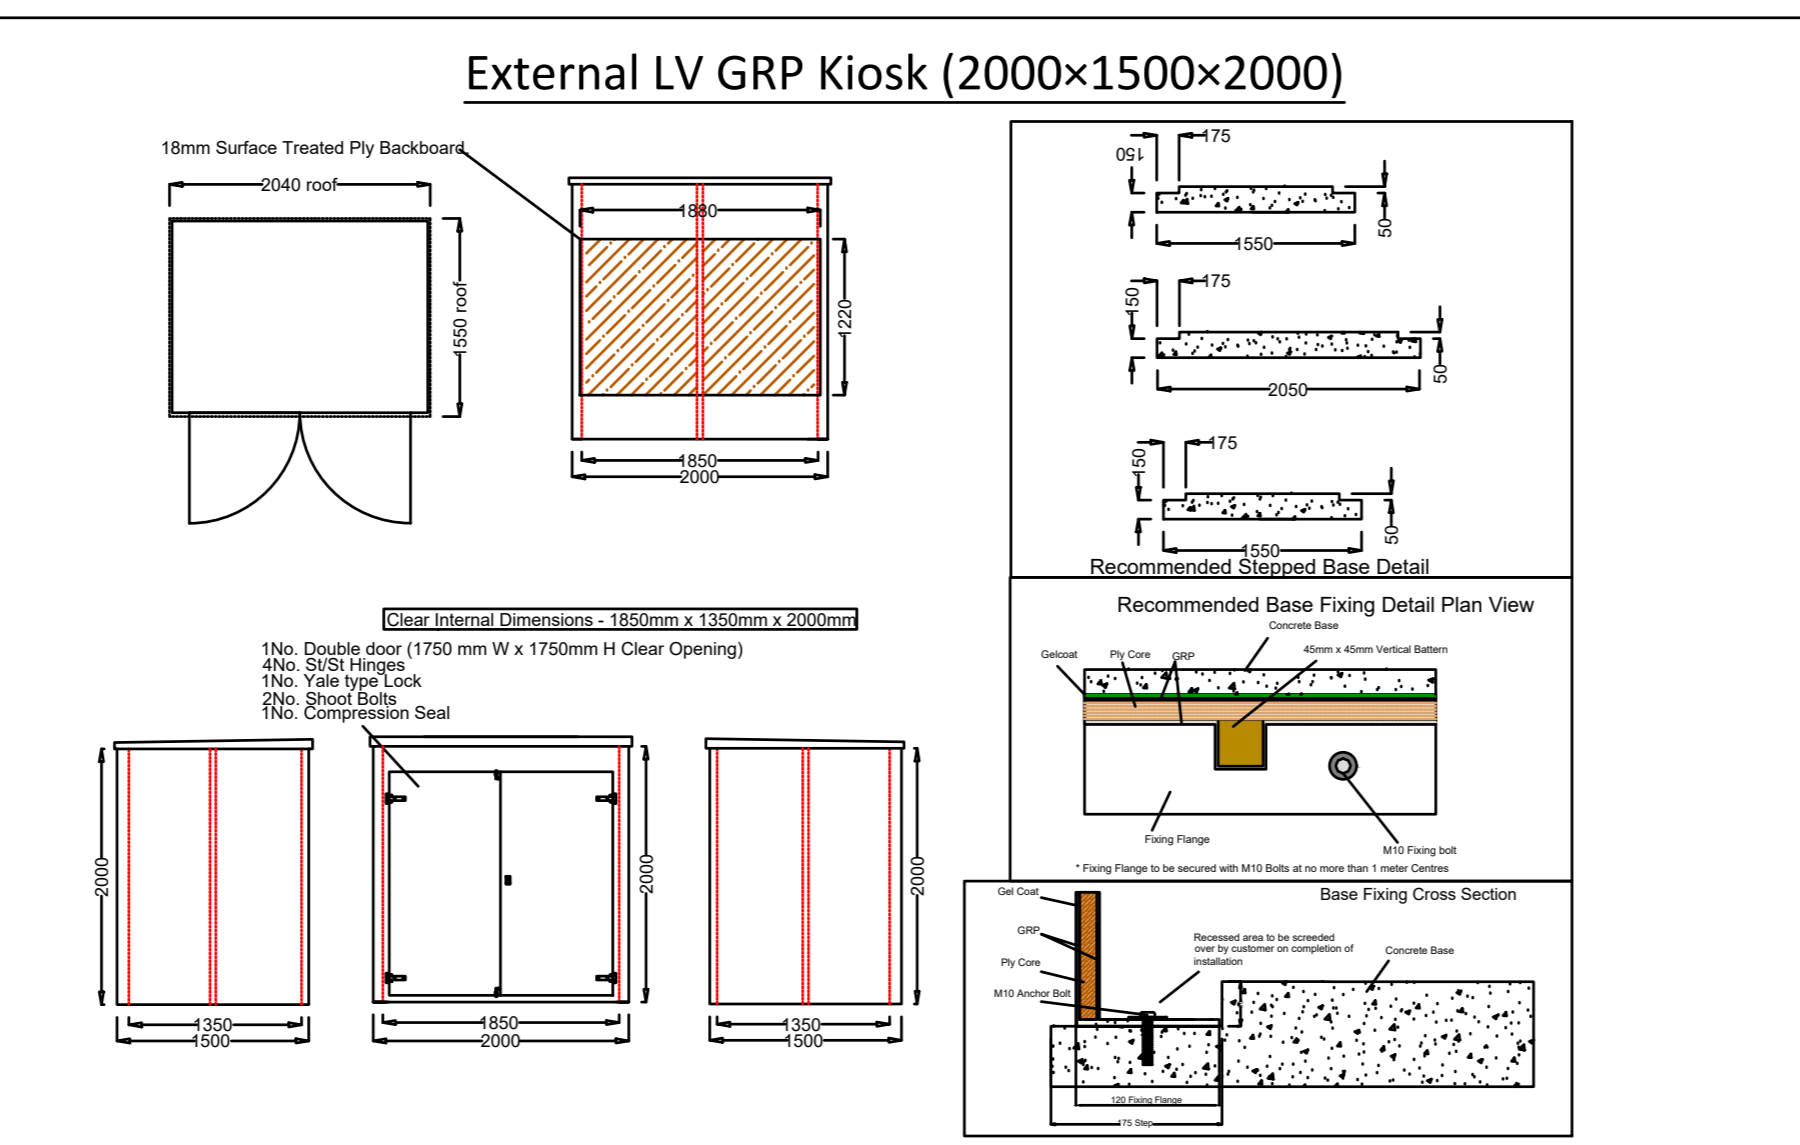 External LV GRP Kiosk (2000×1500×2000)
18mm Surface Treated Ply Backboard.
2040 roof
1550 roof
1880
1220
1850
2000
175
150
50
1550
175
150
50
2050
175
150
50
1550
Recommended Stepped Base Detail
Clear Internal Dimensions - 1850mm x 1350mm x 2000mm
1No. Double door (1750 mm W x 1750mm H Clear Opening)
4No. St/St Hinges
1No. Yale type Lock
2No. Shoot Bolts
1No. Compression Seal
2000
1350
1500
2000
1850
2000
2000
1350
1500
Recommended Base Fixing Detail Plan View
Concrete Base
Gelcoat
Ply Core
GRP
45mm x 45mm Vertical Battern
Fixing Flange
M10 Fixing bolt
* Fixing Flange to be secured with M10 Bolts at no more than 1 meter Centres
Base Fixing Cross Section
Gel Coat
GRP
Ply Core
M10 Anchor Bolt
Recessed area to be screeded
over by customer on completion of
installation
Concrete Base
120 Fixing Flange
175 Step